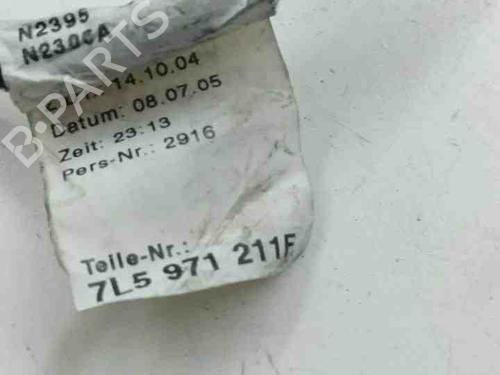 N2395
N230CA
14.10.04
Datum: 08.07.05
Zeit: 23:13
Pers-Nr.: 2916
Teile-Nr.:
7L5 971 211F
B-PARTS